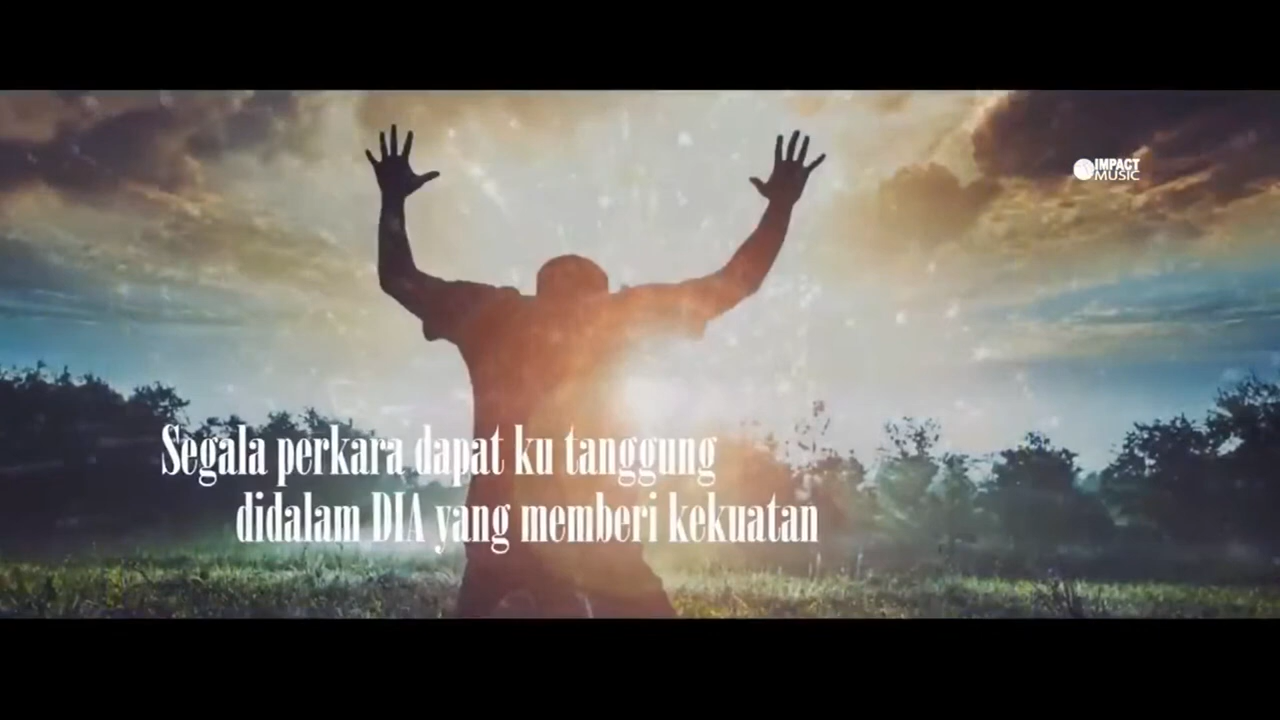 IMPACT
MUSIC
Segala perkara dapat ku tanggung
didalam DIA yang memberi kekuatan